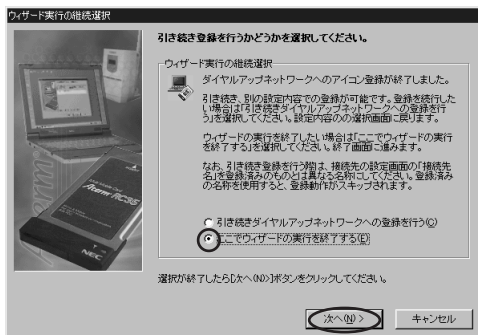 ウィザード実行の継続選択
引き続き登録を行うかどうかを選択してください。
ウィザード実行の継続選択
ダイヤルアップネットワークへのアイコン登録が終了しました。
引き続き、別の設定内容での登録が可能です。登録を続行した
い場合は「引き続きダイヤルアップネットワークへの登録を行
う」を選択してください。設定内容のの選択画面に戻ります。
ウィザードの実行を終了したい場合は「ここでウィザードの実行
を終了する」を選択してください。終了画面に進みます。
なお、引き続き登録を行う際は、接続先の設定画面の「接続先
名」を登録済みのものとは異なる名称にしてください。登録済み
の名称を使用すると、登録動作がスキップされます。
引き続きダイヤルアップネットワークへの登録を行う(C)
ここでウィザードの実行を終了する(E)
Aterm RC35
NEC
選択が終了したら[次へ(N)>]ボタンをクリックしてください。
次へ(N) >
キャンセル